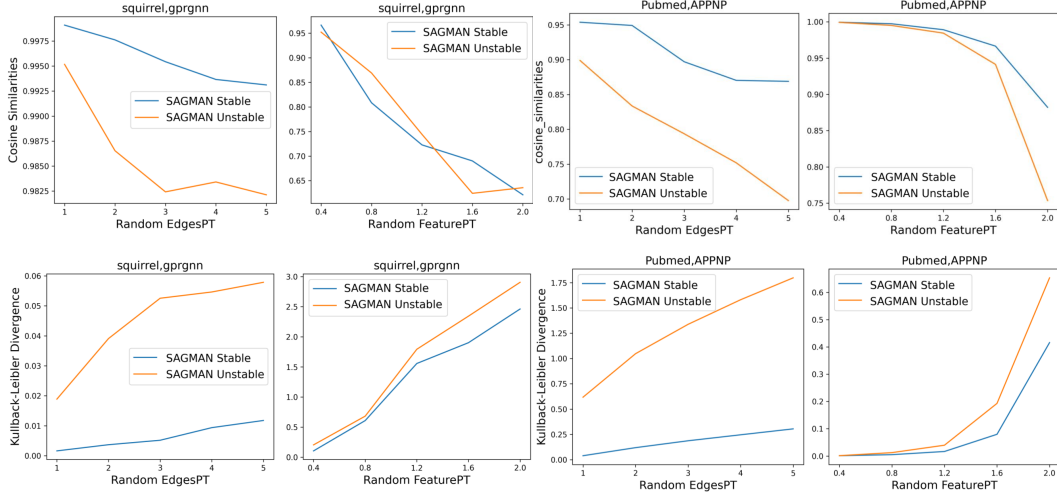 squirrel,gprgnn
Cosine Similarities
0.9975
0.9950
0.9925
0.9900
0.9875
0.9850
0.9825
SAGMAN Stable
SAGMAN Unstable
1 2 3 4 5
Random EdgesPT
squirrel,gprgnn
0.95
0.90
0.85
0.80
0.75
0.70
0.65
SAGMAN Stable
SAGMAN Unstable
0.4 0.8 1.2 1.6 2.0
Random FeaturePT
Pubmed,APPNP
cosine_similarities
0.95
0.90
0.85
0.80
0.75
0.70
SAGMAN Stable
SAGMAN Unstable
1 2 3 4 5
Random EdgesPT
Pubmed,APPNP
1.00
0.95
0.90
0.85
0.80
0.75
SAGMAN Stable
SAGMAN Unstable
0.4 0.8 1.2 1.6 2.0
Random FeaturePT
squirrel,gprgnn
Kullback-Leibler Divergence
0.06
0.05
0.04
0.03
0.02
0.01
0.00
SAGMAN Stable
SAGMAN Unstable
1 2 3 4 5
Random EdgesPT
squirrel,gprgnn
3.0
2.5
2.0
1.5
1.0
0.5
0.0
SAGMAN Stable
SAGMAN Unstable
0.4 0.8 1.2 1.6 2.0
Random FeaturePT
Pubmed,APPNP
Kullback-Leibler Divergence
1.75
1.50
1.25
1.00
0.75
0.50
0.25
0.00
SAGMAN Stable
SAGMAN Unstable
1 2 3 4 5
Random EdgesPT
Pubmed,APPNP
0.6
0.5
0.4
0.3
0.2
0.1
0.0
SAGMAN Stable
SAGMAN Unstable
0.4 0.8 1.2 1.6 2.0
Random FeaturePT